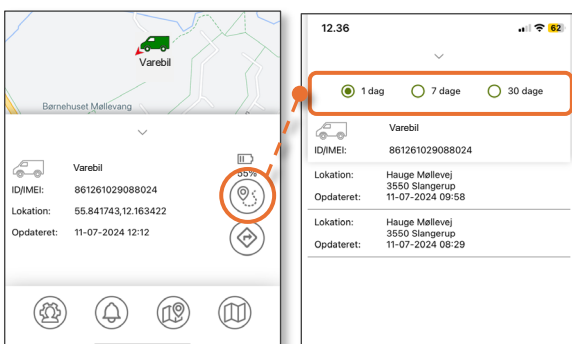 Varebil
Børnehuset Møllevang
Varebil
55%
ID/IMEI: 861261029088024
Lokation: 55.841743,12.163422
Opdateret: 11-07-2024 12:12
12.36
62
1 dag
7 dage
30 dage
Varebil
ID/IMEI: 861261029088024
Lokation: Hauge Møllevej
3550 Slangerup
Opdateret: 11-07-2024 09:58
Lokation: Hauge Møllevej
3550 Slangerup
Opdateret: 11-07-2024 08:29